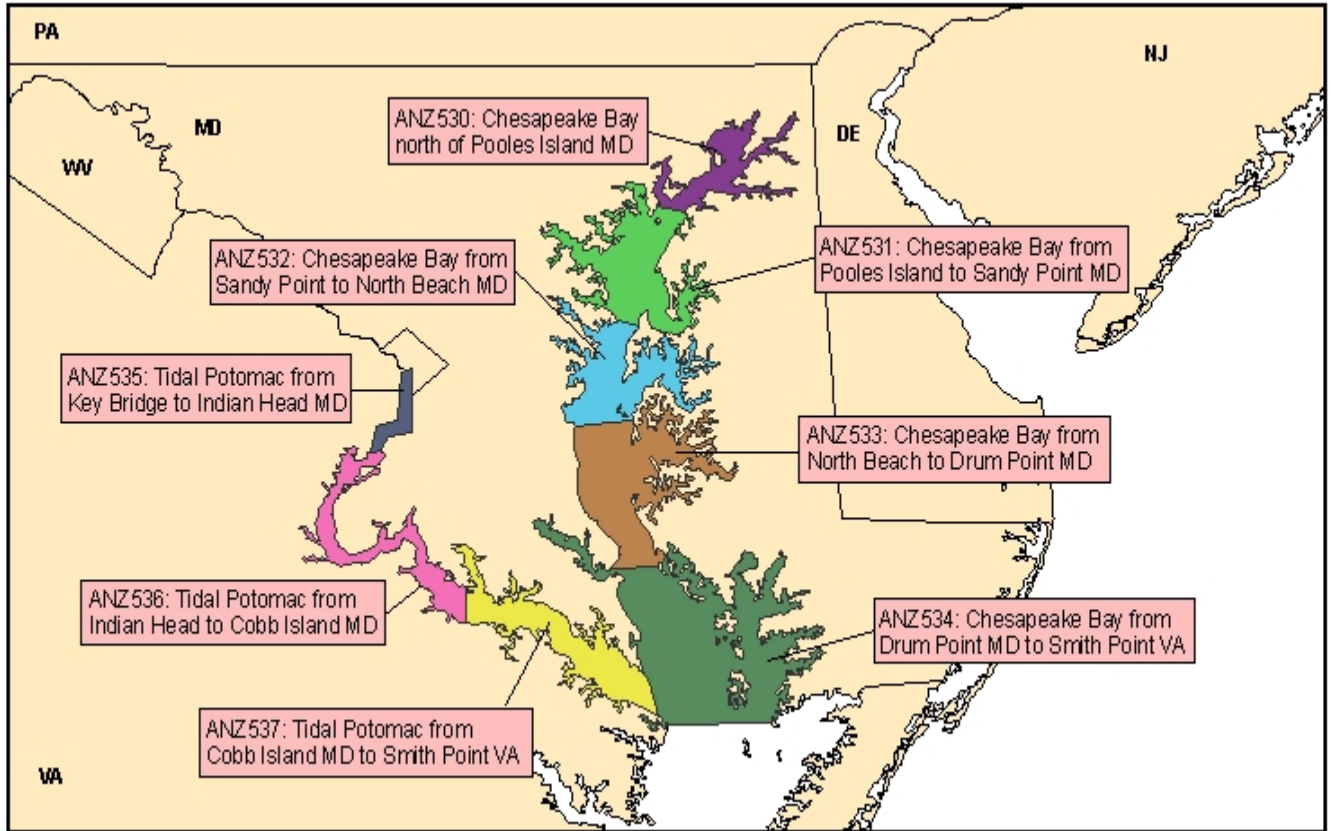 PA
NJ
ANZ530: Chesapeake Bay
north of Pooles Island MD
MD
DE
WV
ANZ532: Chesapeake Bay from
Sandy Point to North Beach MD
ANZ531: Chesapeake Bay from
Pooles Island to Sandy Point MD
ANZ535: Tidal Potomac from
Key Bridge to Indian Head MD
ANZ533: Chesapeake Bay from
North Beach to Drum Point MD
ANZ536: Tidal Potomac from
Indian Head to Cobb Island MD
ANZ534: Chesapeake Bay from
Drum Point MD to Smith Point VA
ANZ537: Tidal Potomac from
Cobb Island MD to Smith Point VA
VA